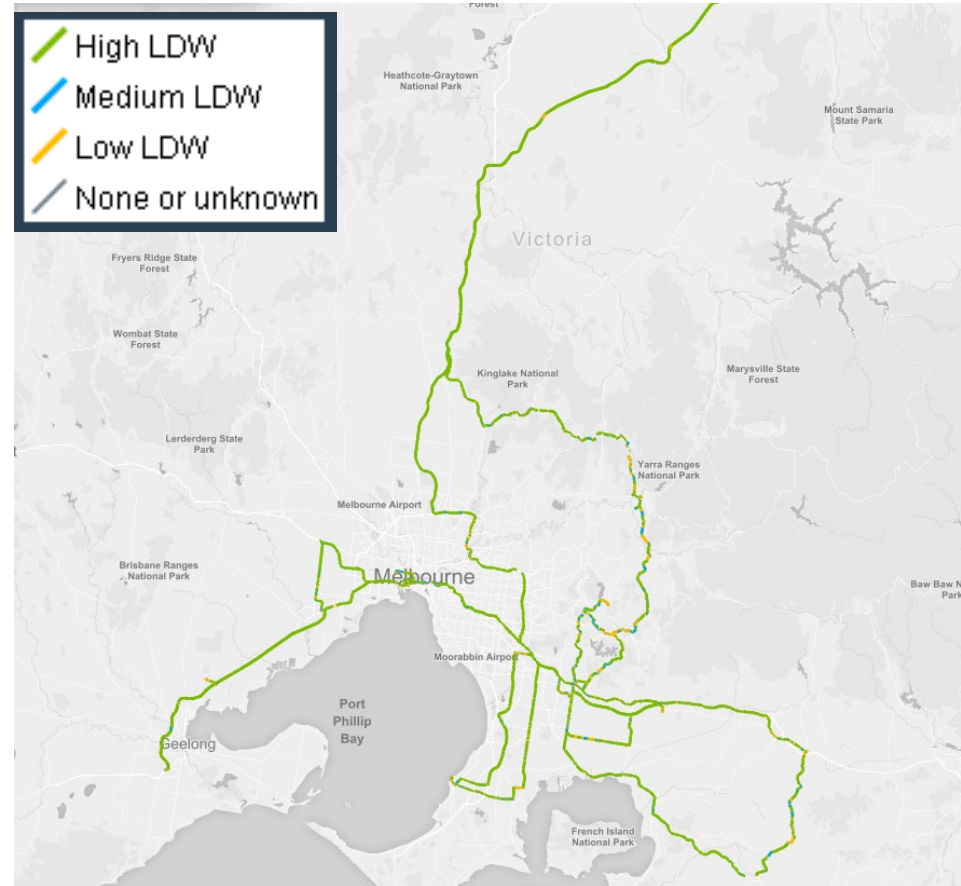 High LDW
Medium LDW
Low LDW
None or unknown
Forest
Heathcote-Graytown
National Park
Mount Samaria
State Park
Victoria
Fryers Ridge State
Forest
Wombat State
Forest
Kinglake National
Park
Marysville State
Forest
Lerderderg State
Park
Yarra Ranges
National Park
Melbourne Airport
Brisbane Ranges
National Park
Melbourne
Baw Baw N
Park
Moorabbin Airport
Port
Phillip
Bay
Geelong
French Island
National Park